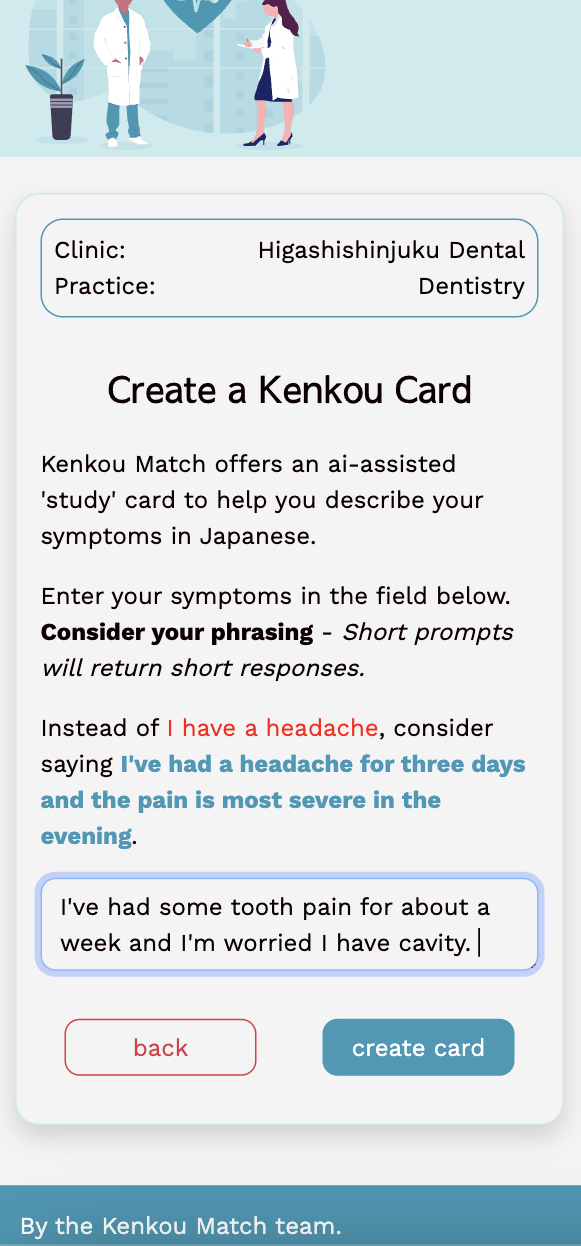 Clinic: Higashishinjuku Dental
Practice: Dentistry
Create a Kenkou Card
Kenkou Match offers an ai-assisted
'study' card to help you describe your
symptoms in Japanese.
Enter your symptoms in the field below.
Consider your phrasing - Short prompts
will return short responses.
Instead of I have a headache, consider
saying I've had a headache for three days
and the pain is most severe in the
evening.
I've had some tooth pain for about a
week and I'm worried I have cavity.
back create card
By the Kenkou Match team.